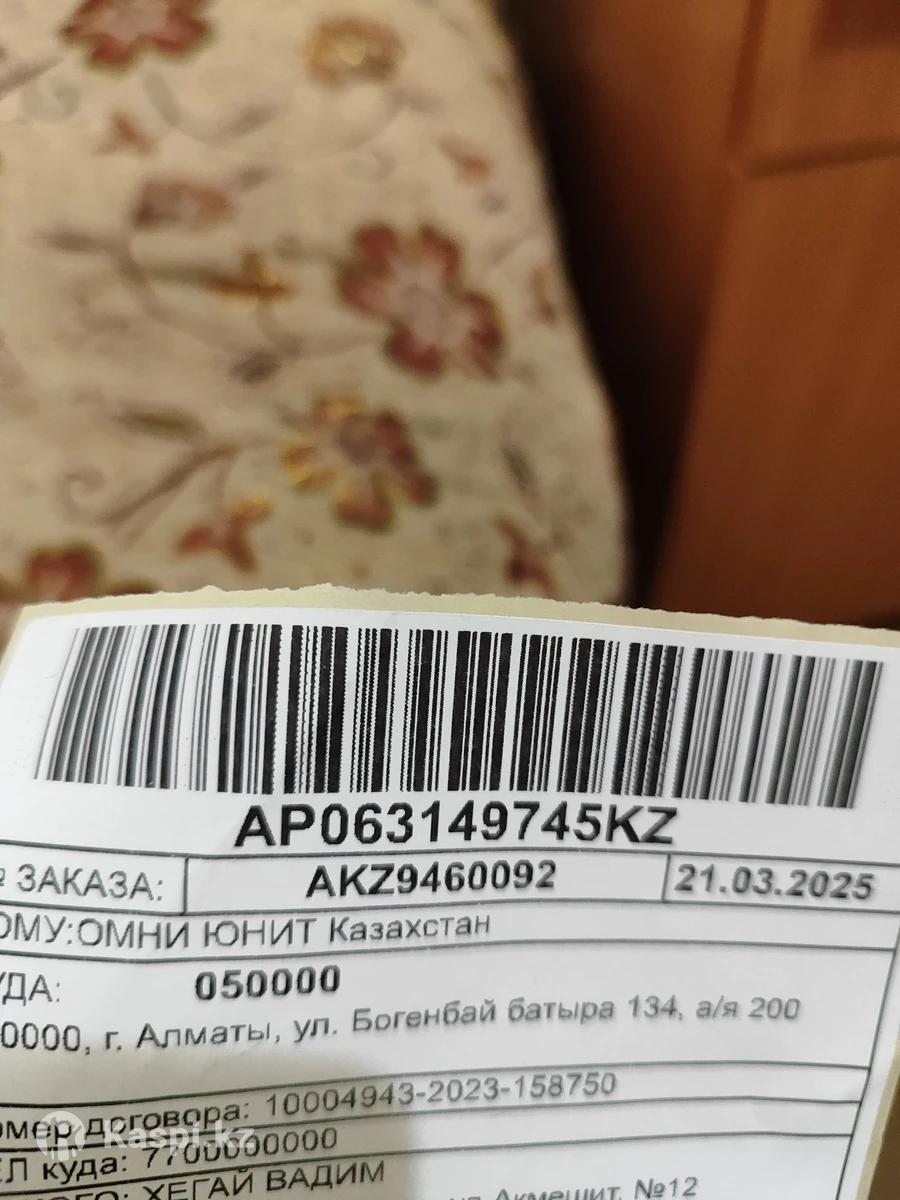 AP063149745KZ
№ ЗАКАЗА: AKZ9460092 21.03.2025
ОМУ:ОМНИ ЮНИТ Казахстан
УДА: 050000
0000, г. Алматы, ул. Богенбай батыра 134, а/я 200
омер договора: 10004943-2023-158750
ЕЛ куда: 7700000000
Kaspi.kz
ХЕГАЙ ВАДИМ
ул. Акмешит, №12